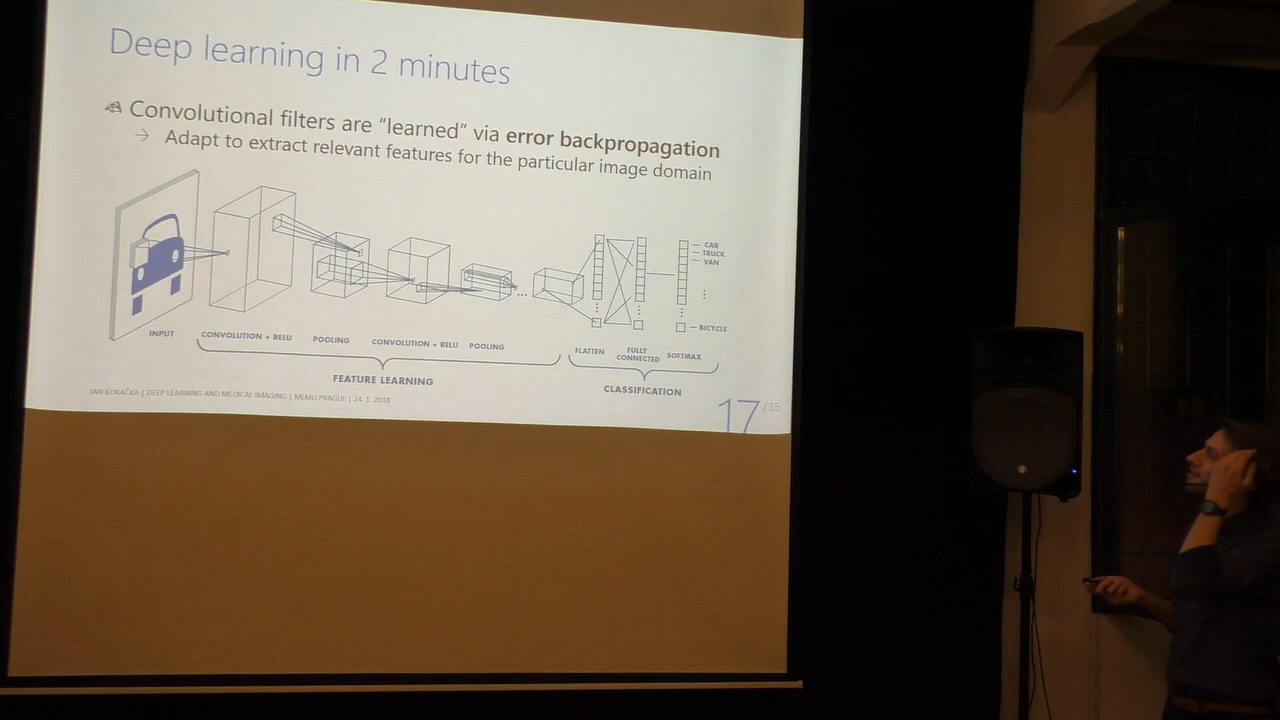 Deep learning in 2 minutes
Convolutional filters are “learned” via error backpropagation
→ Adapt to extract relevant features for the particular image domain
CAR
TRUCK
VAN
BICYCLE
INPUT
CONVOLUTION + RELU
POOLING
CONVOLUTION + RELU
POOLING
...
FLATTEN
FULLY
CONNECTED
SOFTMAX
FEATURE LEARNING
CLASSIFICATION
JAN KUKAČKA | DEEP LEARNING AND MEDICAL IMAGING | MLMU PRAGUE | 24. 1. 2018
17/35